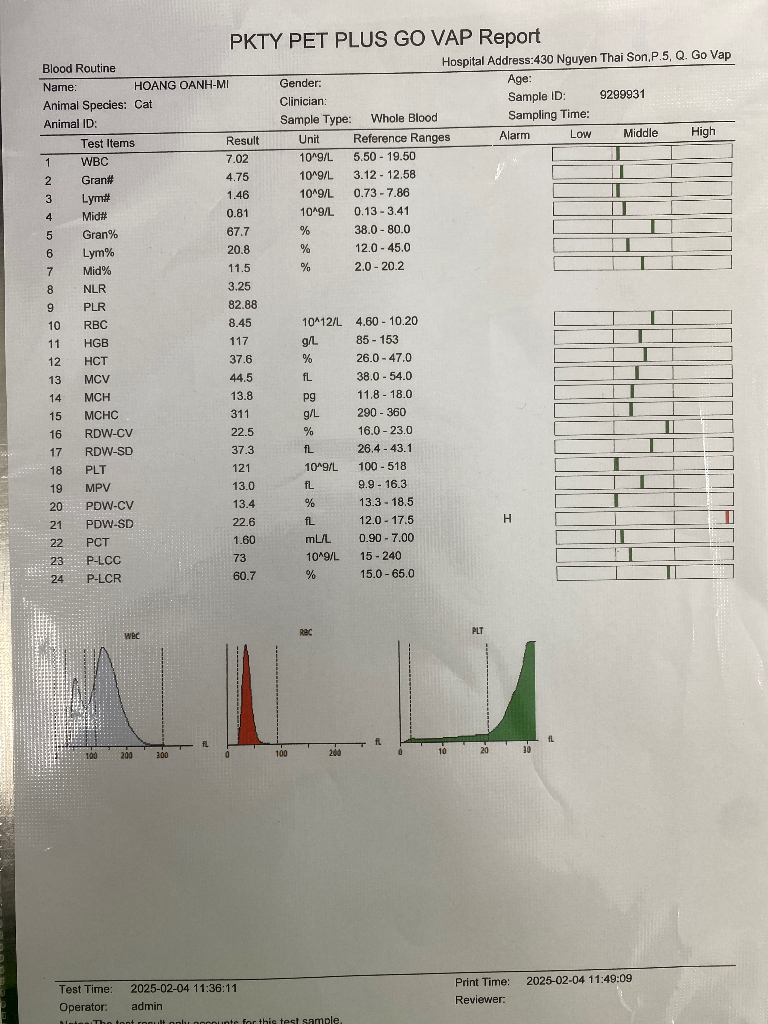 PKTY PET PLUS GO VAP Report
Blood Routine Hospital Address:430 Nguyen Thai Son,P.5, Q. Go Vap
Name: HOANG OANH-MI Gender: Age:
Animal Species: Cat Clinician: Sample ID: 9299931
Animal ID: Sample Type: Whole Blood Sampling Time:
Test Items Result Unit Reference Ranges Alarm Low Middle High
1 WBC 7.02 10^9/L 5.50 - 19.50
2 Gran# 4.75 10^9/L 3.12 - 12.58
3 Lym# 1.46 10^9/L 0.73 - 7.86
4 Mid# 0.81 10^9/L 0.13 - 3.41
5 Gran% 67.7 % 38.0 - 80.0
6 Lym% 20.8 % 12.0 - 45.0
7 Mid% 11.5 % 2.0 - 20.2
8 NLR 3.25
9 PLR 82.88
10 RBC 8.45 10^12/L 4.60 - 10.20
11 HGB 117 g/L 85 - 153
12 HCT 37.6 % 26.0 - 47.0
13 MCV 44.5 fL 38.0 - 54.0
14 MCH 13.8 pg 11.8 - 18.0
15 MCHC 311 g/L 290 - 360
16 RDW-CV 22.5 % 16.0 - 23.0
17 RDW-SD 37.3 fL 26.4 - 43.1
18 PLT 121 10^9/L 100 - 518
19 MPV 13.0 fL 9.9 - 16.3
20 PDW-CV 13.4 % 13.3 - 18.5
21 PDW-SD 22.6 fL 12.0 - 17.5 H
22 PCT 1.60 mL/L 0.90 - 7.00
23 P-LCC 73 10^9/L 15 - 240
24 P-LCR 60.7 % 15.0 - 65.0
WBC RBC PLT
100 200 300 fL 0 100 200 fL 0 10 20 30 fL
Test Time: 2025-02-04 11:36:11 Print Time: 2025-02-04 11:49:09
Operator: admin Reviewer:
Note:The test result only accounts for this test sample.